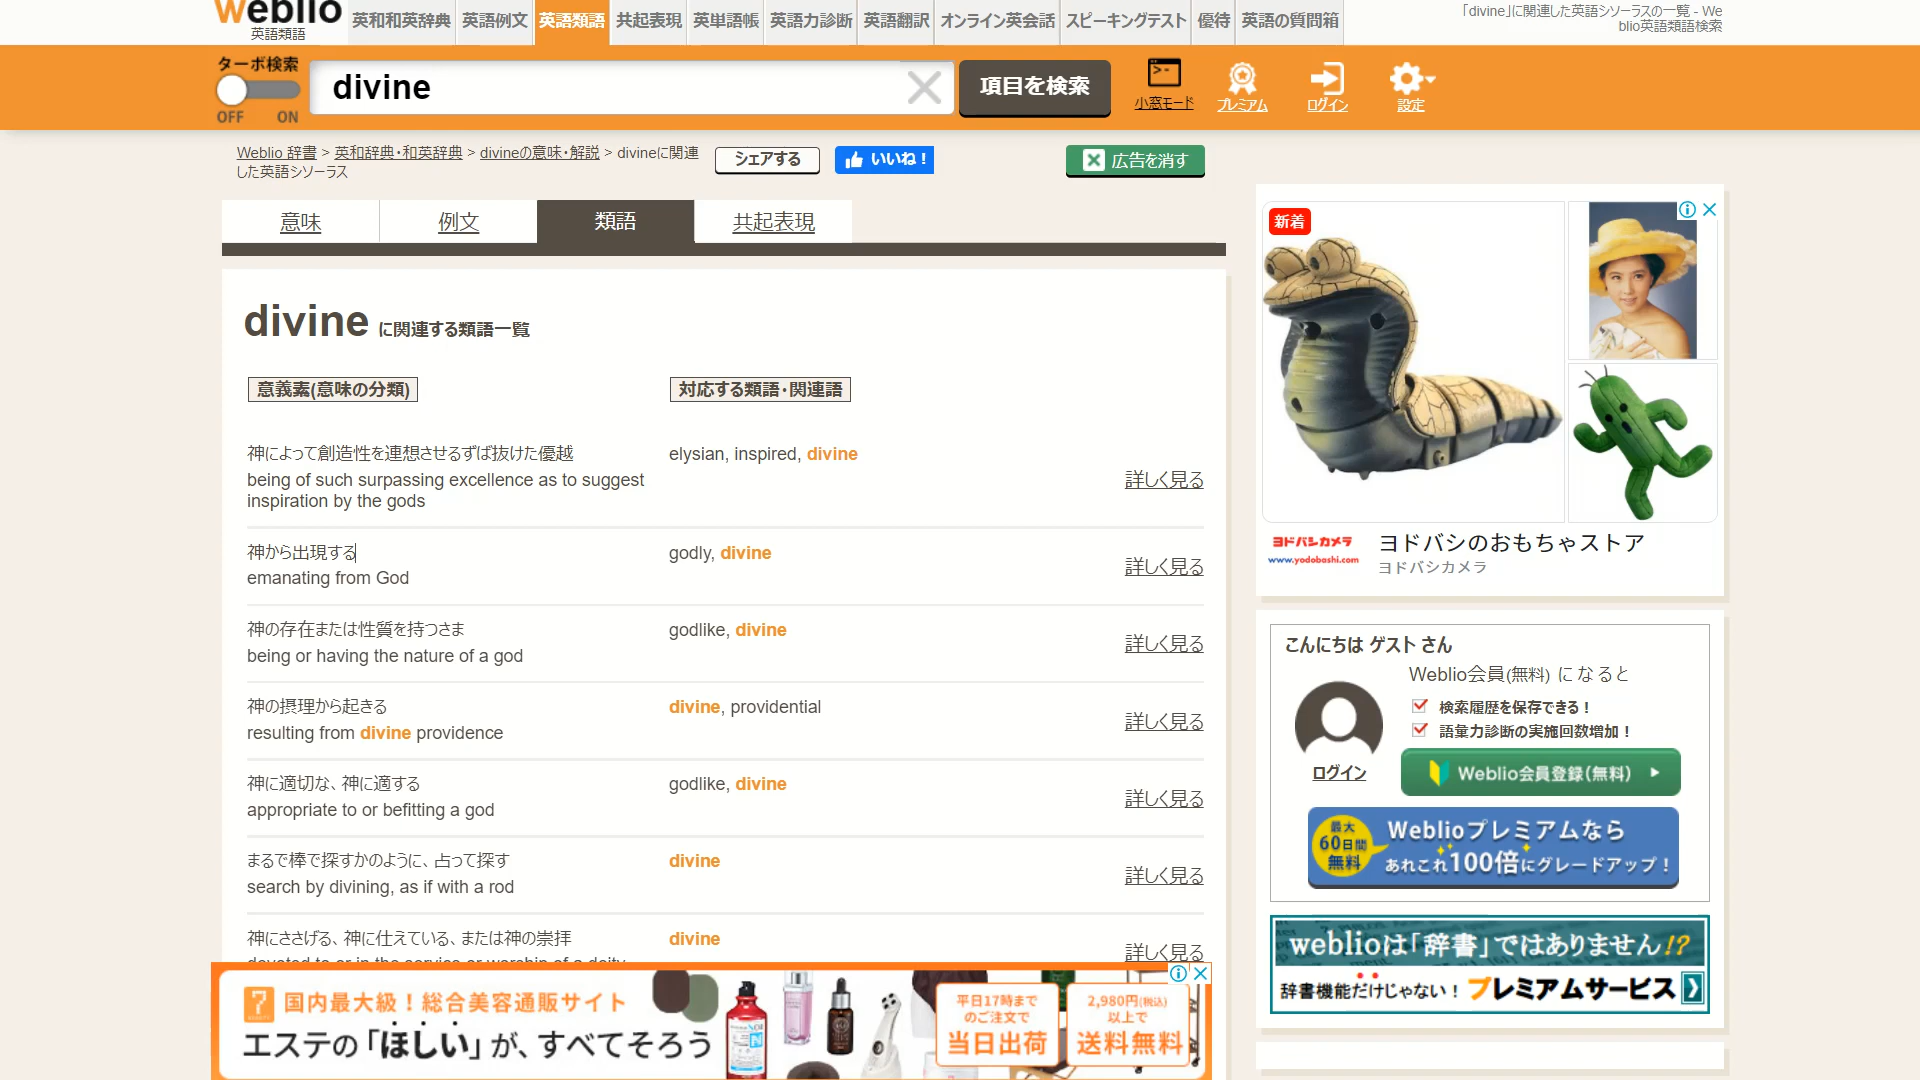 weblio
英語類語
英和和英辞典
英語例文
英語類語
共起表現
英単語帳
英語力診断
英語翻訳
オンライン英会話
スピーキングテスト
優待
英語の質問箱
「divine」に関連した英語シソーラスの一覧 - We
blio英語類語検索
ターボ検索
OFF ON
divine
項目を検索
小窓モード
プレミアム
ログイン
設定
Weblio 辞書 > 英和辞典・和英辞典 > divineの意味・解説 > divineに関連
した英語シソーラス
シェアする
いいね！
広告を消す
意味
例文
類語
共起表現
divine に関連する類語一覧
意義素(意味の分類)
対応する類語・関連語
神によって創造性を連想させるずば抜けた優越
being of such surpassing excellence as to suggest
inspiration by the gods
elysian, inspired, divine
詳しく見る
神から出現する
emanating from God
godly, divine
詳しく見る
神の存在または性質を持つさま
being or having the nature of a god
godlike, divine
詳しく見る
神の摂理から起きる
resulting from divine providence
divine, providential
詳しく見る
神に適切な、神に適する
appropriate to or befitting a god
godlike, divine
詳しく見る
まるで棒で探すかのように、占って探す
search by divining, as if with a rod
divine
詳しく見る
神にささげる、神に仕えている、または神の崇拝
devoted to or in the service or worship of a deity
divine
詳しく見る
新着
ヨドバシカメラ
www.yodobashi.com
ヨドバシのおもちゃストア
ヨドバシカメラ
こんにちは ゲスト さん
Weblio会員(無料) になると
検索履歴を保存できる！
語彙力診断の実施回数増加！
ログイン
Weblio会員登録(無料)
最大
60日間
無料
Weblioプレミアムなら
あれこれ100倍にグレードアップ！
weblioは「辞書」ではありません!?
辞書機能だけじゃない！ プレミアムサービス
国内最大級！総合美容通販サイト
エステの「ほしい」が、すべてそろう
平日17時まで
のご注文で
当日出荷
2,980円(税込)
以上で
送料無料